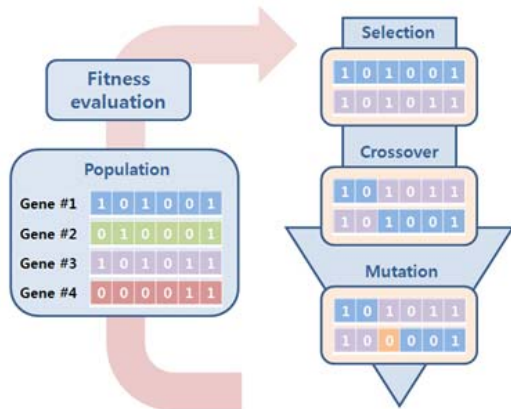 Fitness
evaluation
Population
Gene #1 1 0 1 0 0 1
Gene #2 0 1 0 0 0 1
Gene #3 1 0 1 0 1 1
Gene #4 0 0 0 0 1 1
Selection
1 0 1 0 0 1
1 0 1 0 1 1
Crossover
1 0 1 0 1 1
1 0 1 0 0 1
Mutation
1 0 1 0 1 1
1 0 0 0 0 1